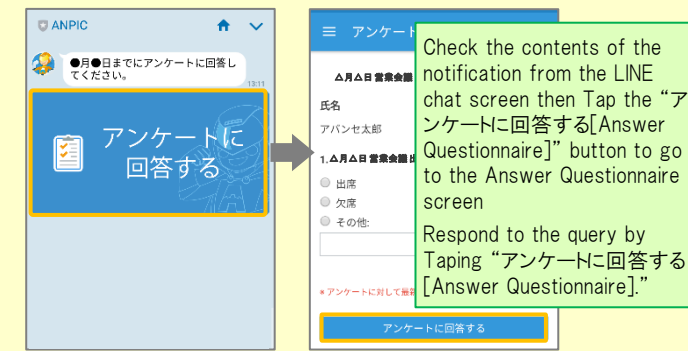 ANPIC
●月●日までにアンケートに回答し
てください。
13:11
アンケートに
回答する
アンケート
△月△日 営業会議
氏名
アバンセ太郎
1.△月△日 営業会議 出
出席
欠席
その他:
* アンケートに対して最新
アンケートに回答する
Check the contents of the
notification from the LINE
chat screen then Tap the “ア
ンケートに回答する[Answer
Questionnaire]” button to go
to the Answer Questionnaire
screen
Respond to the query by
Taping “アンケートに回答する
[Answer Questionnaire].”